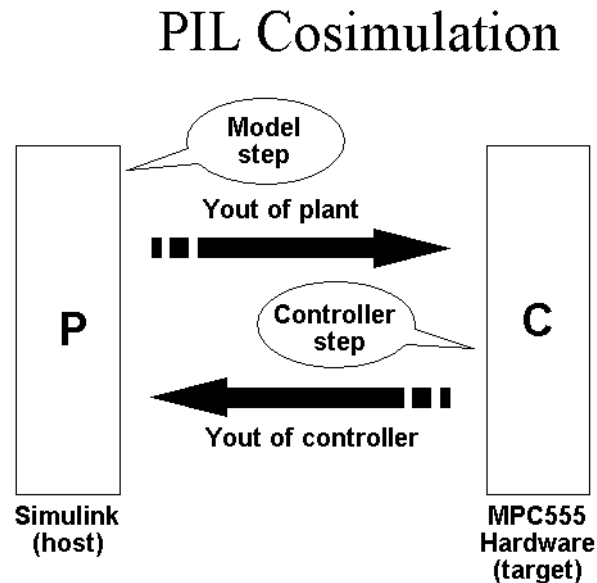 PIL Cosimulation
Model
step
Yout of plant
P
Controller
step
C
Yout of controller
Simulink
(host)
MPC555
Hardware
(target)